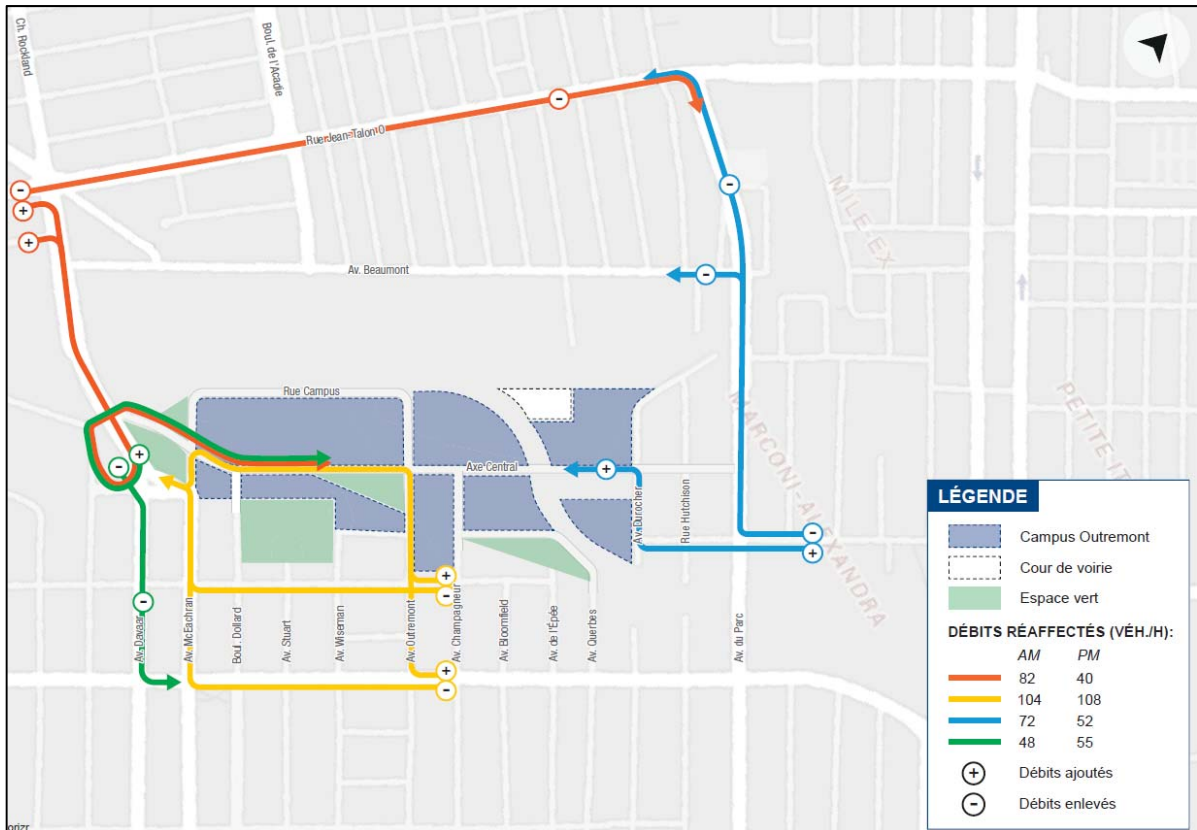 Ch. Rockland
Boul. de l'Acadie
Rue Jean-Talon O
Av. Beaumont
MILE-EX
MARCONI-ALEXANDRA
PETITE IT
Rue Campus
Axe Central
Av. Durocher
Rue Hutchison
Av. du Parc
Av. Davaar
Av. McEachran
Boul. Dollard
Av. Stuart
Av. Wiseman
Av. Outremont
Av. Champagneur
Av. Bloomfield
Av. de l'Épée
Av. Querbes
LÉGENDE
Campus Outremont
Cour de voirie
Espace vert
DÉBITS RÉAFFECTÉS (VÉH./H):
AM PM
82 40
104 108
72 52
48 55
+ Débits ajoutés
- Débits enlevés